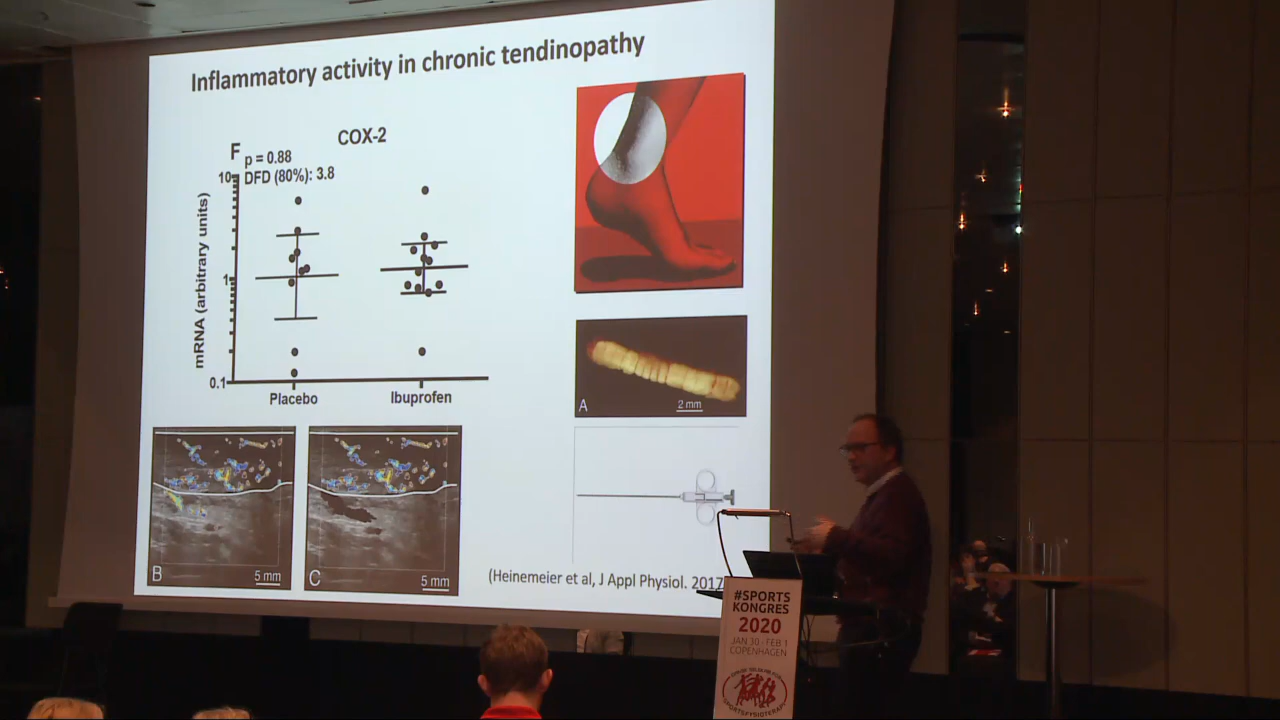 Inflammatory activity in chronic tendinopathy
COX-2
F
p = 0.88
DFD (80%): 3.8
10
1
0.1
mRNA (arbitrary units)
Placebo
Ibuprofen
A
2 mm
B
5 mm
C
5 mm
(Heinemeier et al, J Appl Physiol. 2017
#SPORTS
KONGRES
2020
JAN 30 - FEB 1
COPENHAGEN